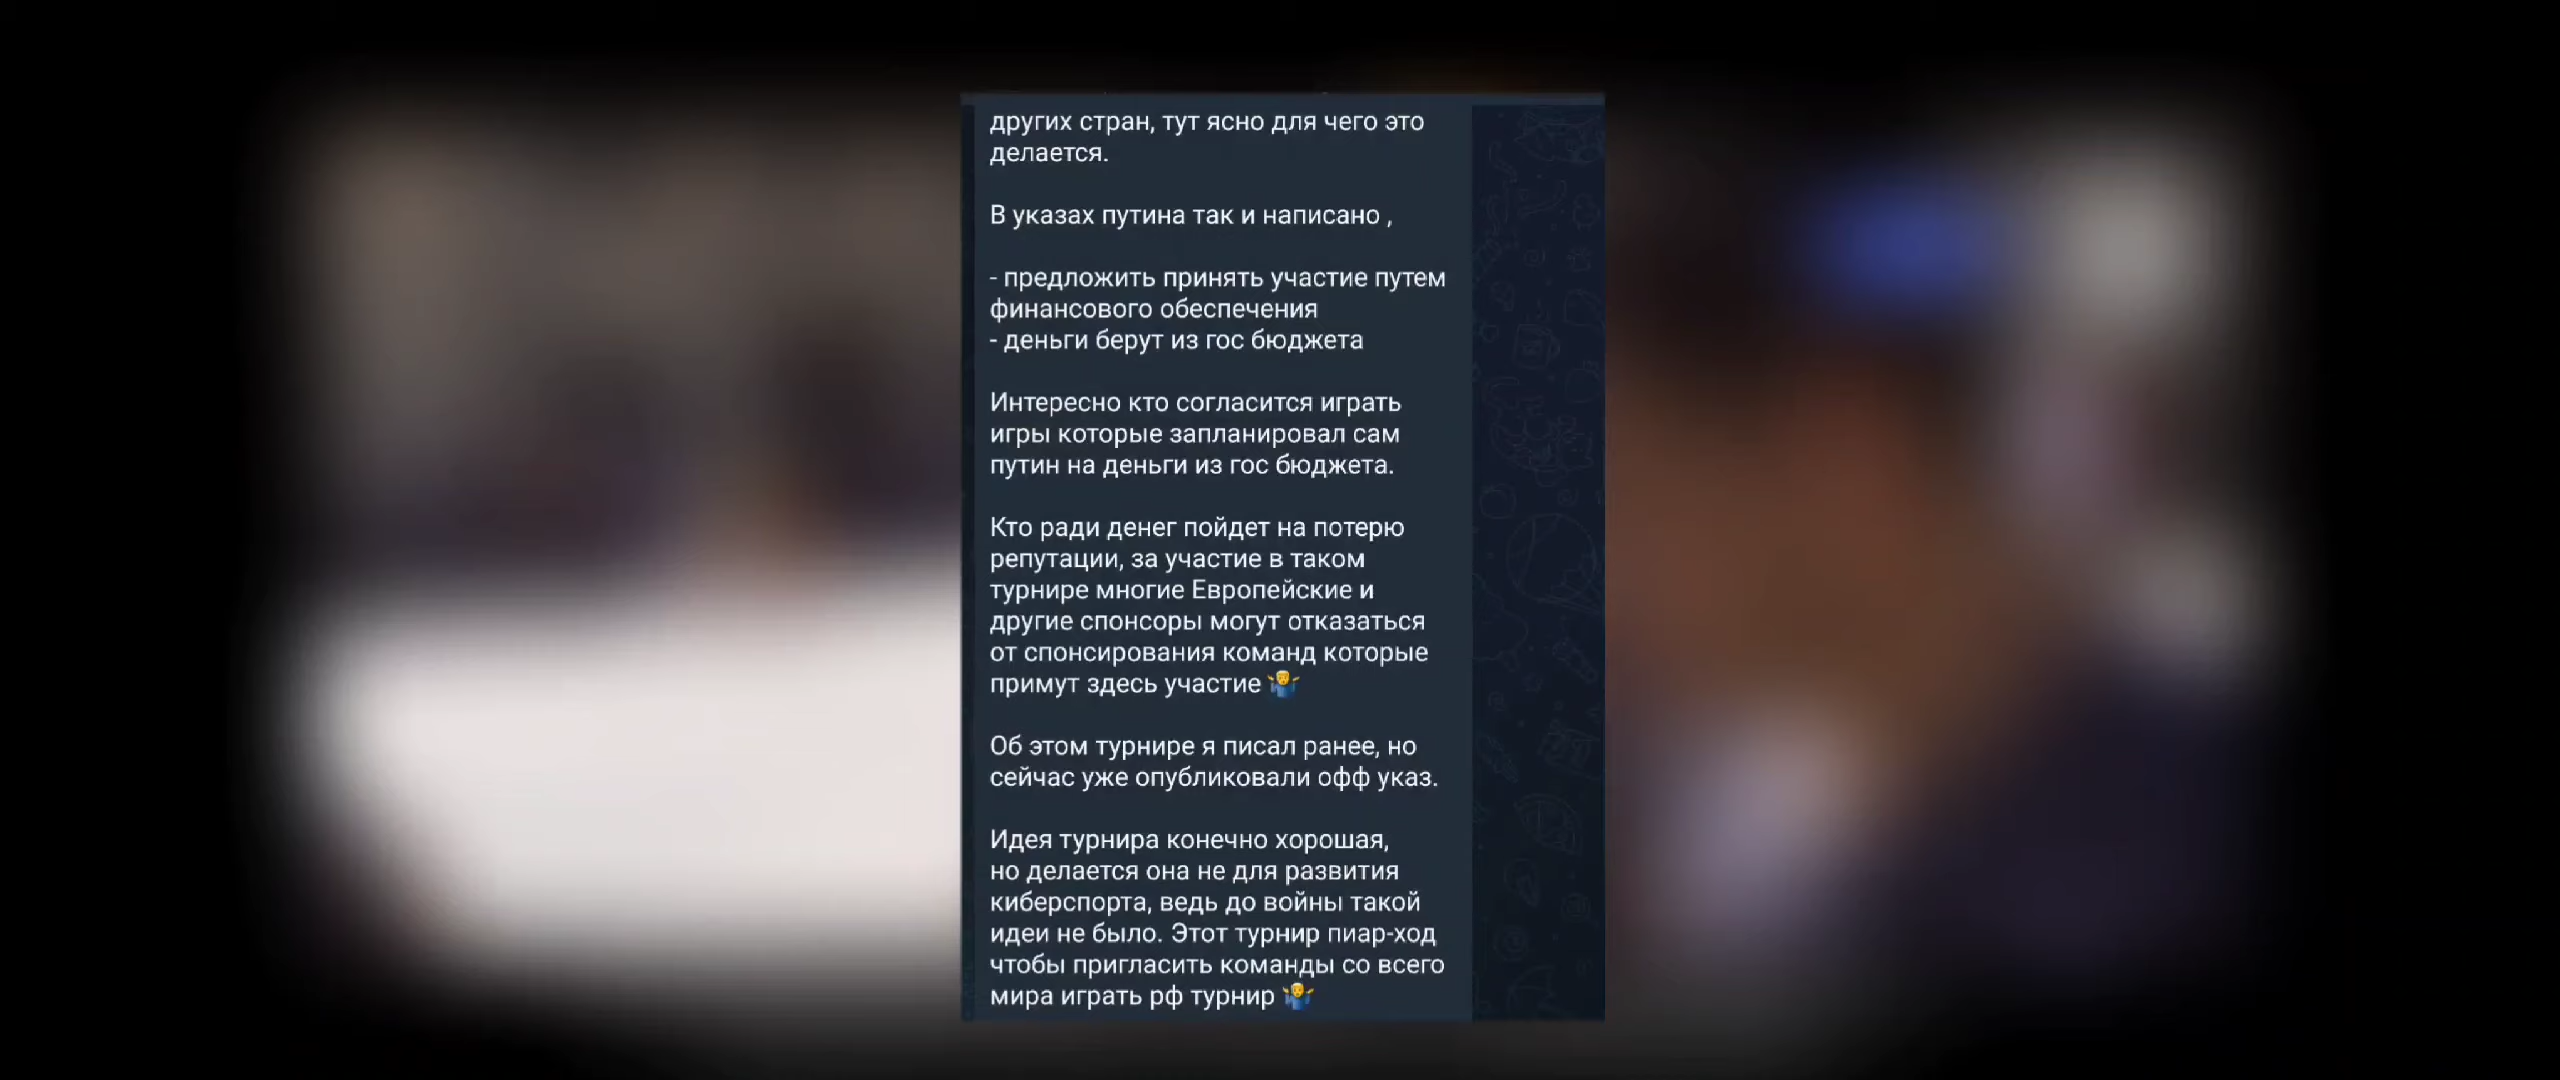 других стран, тут ясно для чего это
делается.
В указах путина так и написано ,
- предложить принять участие путем
финансового обеспечения
- деньги берут из гос бюджета
Интересно кто согласится играть
игры которые запланировал сам
путин на деньги из гос бюджета.
Кто ради денег пойдет на потерю
репутации, за участие в таком
турнире многие Европейские и
другие спонсоры могут отказаться
от спонсирования команд которые
примут здесь участие 🤷‍♂️
Об этом турнире я писал ранее, но
сейчас уже опубликовали офф указ.
Идея турнира конечно хорошая,
но делается она не для развития
киберспорта, ведь до войны такой
идеи не было. Этот турнир пиар-ход
чтобы пригласить команды со всего
мира играть рф турнир 🤷‍♂️